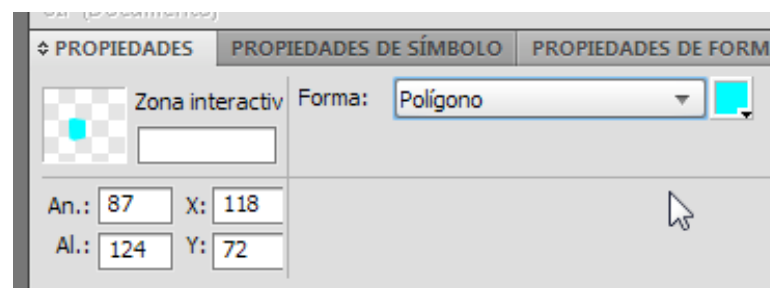 PROPIEDADES PROPIEDADES DE SÍMBOLO PROPIEDADES DE FORM
Zona interactiv Forma: Polígono
An.: 87 X: 118
Al.: 124 Y: 72